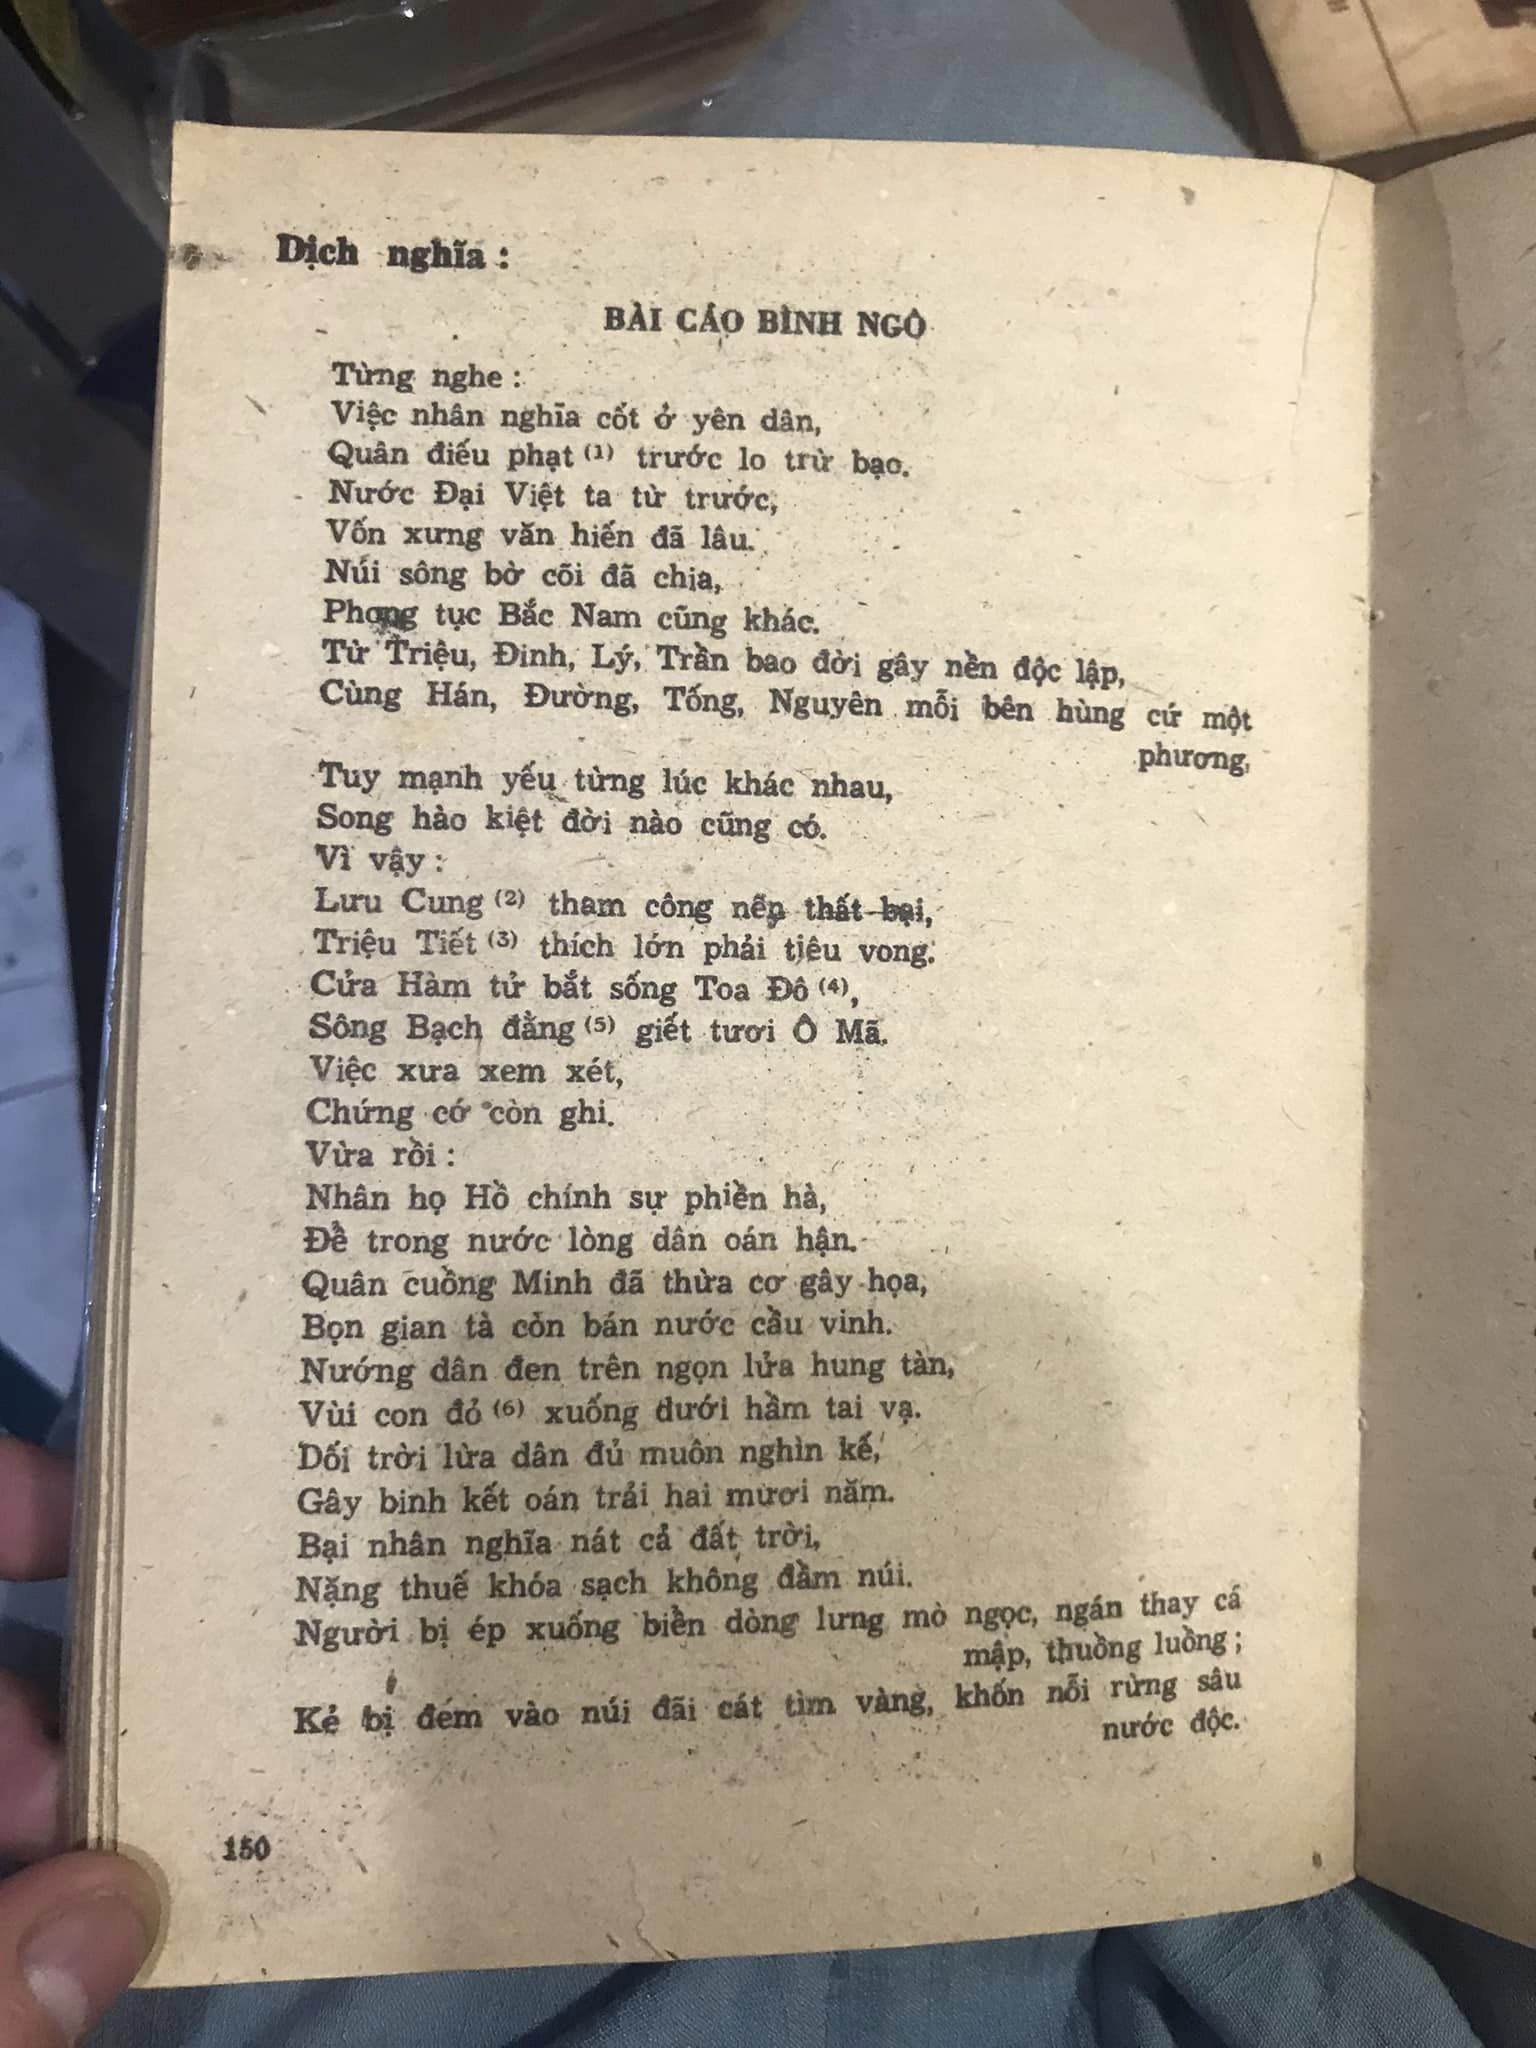 Dịch nghĩa :
BÀI CÁO BÌNH NGÔ
Từng nghe :
Việc nhân nghĩa cốt ở yên dân,
Quân điếu phạt (1) trước lo trừ bạo.
Nước Đại Việt ta từ trước,
Vốn xưng văn hiến đã lâu.
Núi sông bờ cõi đã chia,
Phong tục Bắc Nam cũng khác.
Từ Triệu, Đinh, Lý, Trần bao đời gây nền độc lập,
Cùng Hán, Đường, Tống, Nguyên mỗi bên hùng cứ một
phương,
Tuy mạnh yếu từng lúc khác nhau,
Song hào kiệt đời nào cũng có.
Vì vậy :
Lưu Cung (2) tham công nên thất bại,
Triệu Tiết (3) thích lớn phải tiêu vong.
Cửa Hàm tử bắt sống Toa Đô (4),
Sông Bạch đằng (5) giết tươi Ô Mã.
Việc xưa xem xét,
Chứng cớ còn ghi.
Vừa rồi :
Nhân họ Hồ chính sự phiền hà,
Để trong nước lòng dân oán hận.
Quân cuồng Minh đã thừa cơ gây họa,
Bọn gian tà còn bán nước cầu vinh.
Nướng dân đen trên ngọn lửa hung tàn,
Vùi con đỏ (6) xuống dưới hầm tai vạ.
Dối trời lừa dân đủ muôn nghìn kế,
Gây binh kết oán trải hai mươi năm.
Bại nhân nghĩa nát cả đất trời,
Nặng thuế khóa sạch không đầm núi.
Người bị ép xuống biển dòng lưng mò ngọc, ngán thay cá
mập, thuồng luồng ;
Kẻ bị đem vào núi đãi cát tìm vàng, khốn nỗi rừng sâu
nước độc.
150